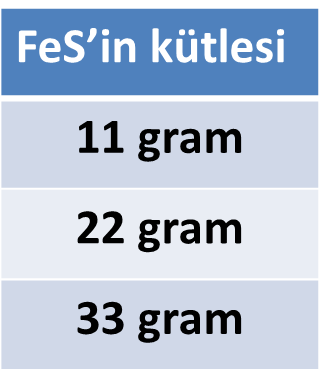 FeS’in kütlesi
11 gram
22 gram
33 gram